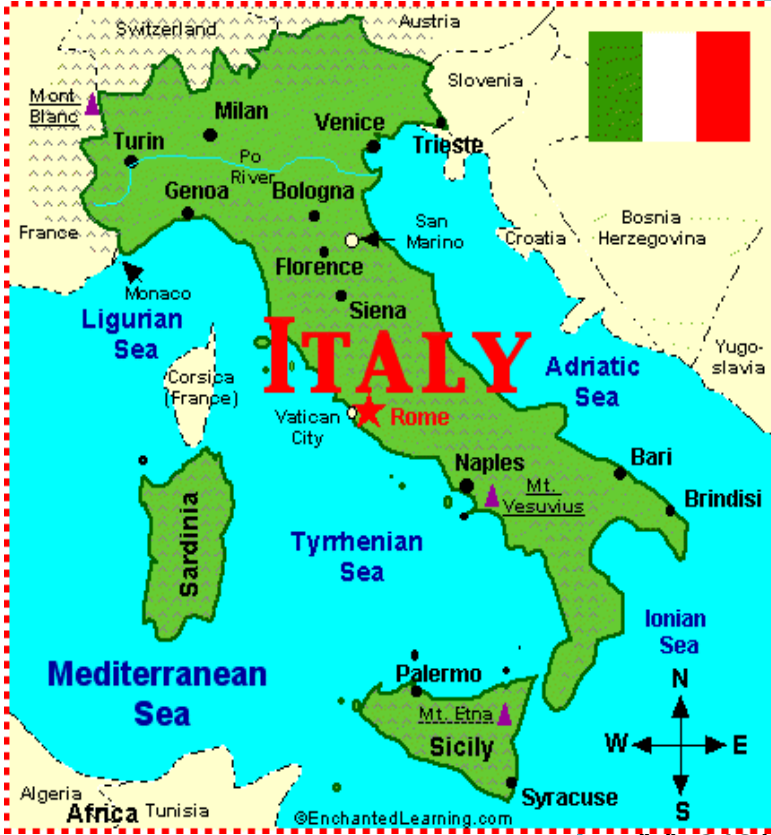 Switzerland
Austria
Slovenia
Mont
Blanc
Milan
Venice
Trieste
Turin
Po
River
Genoa
Bologna
San
Marino
France
Croatia
Bosnia
Herzegovina
Florence
Monaco
Siena
Ligurian
Sea
ITALY
Adriatic
Sea
Yugo-
slavia
Corsica
(France)
Vatican
City
Rome
Naples
Mt.
Vesuvius
Bari
Brindisi
Sardinia
Tyrrhenian
Sea
Ionian
Sea
Mediterranean
Sea
Palermo
Mt. Etna
Sicily
N
W
E
S
Syracuse
Algeria
Africa
Tunisia
©EnchantedLearning.com